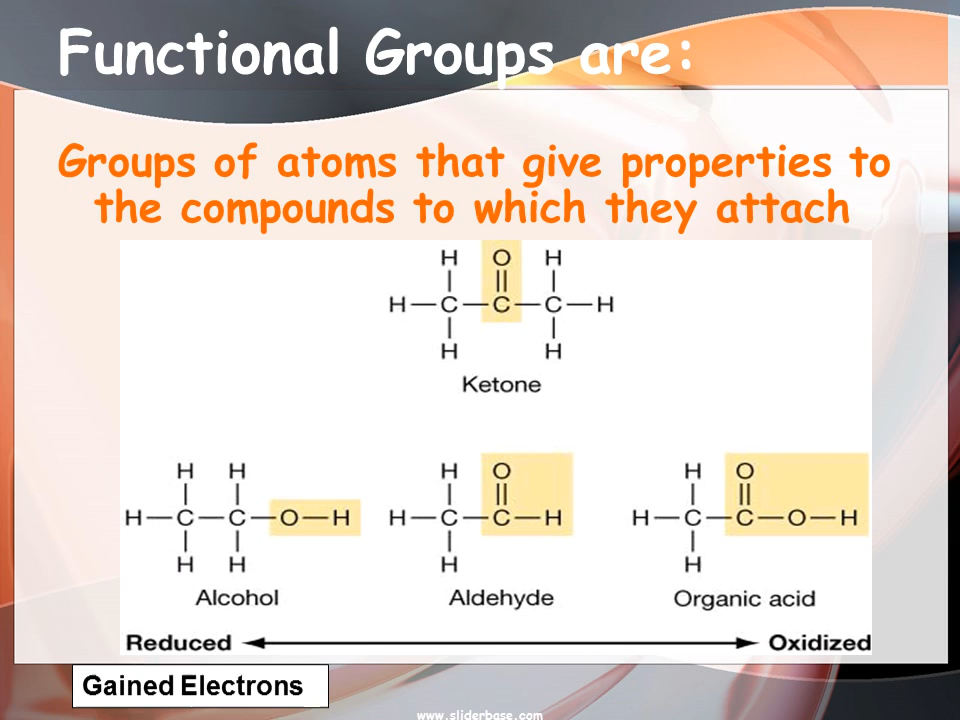 Functional Groups are:
Groups of atoms that give properties to
the compounds to which they attach
H O H
H—C—C—C—H
H H
Ketone
H H
H—C—C—O—H
H H
Alcohol
H O
H—C—C—H
H
Aldehyde
H O
H—C—C—O—H
H
Organic acid
Reduced
Oxidized
Gained Electrons
www.sliderbase.com